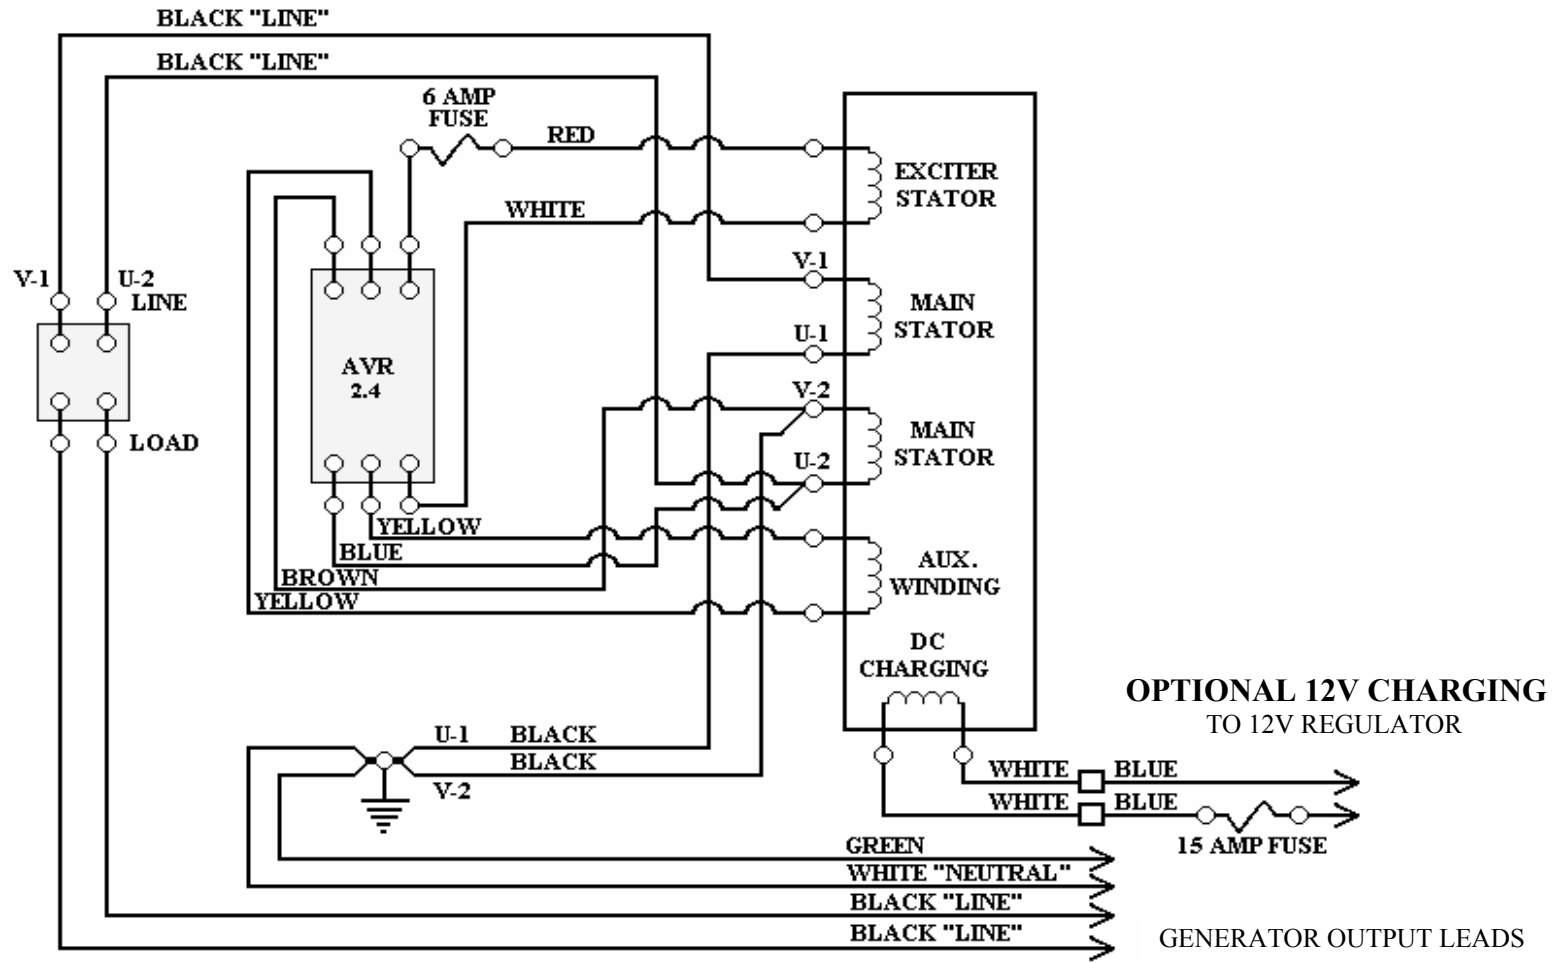 BLACK "LINE"
BLACK "LINE"
6 AMP
FUSE
RED
EXCITER
STATOR
WHITE
V-1
V-1
U-2
LINE
MAIN
STATOR
U-1
AVR
2.4
V-2
MAIN
STATOR
LOAD
U-2
YELLOW
BLUE
BROWN
YELLOW
AUX.
WINDING
DC
CHARGING
OPTIONAL 12V CHARGING
TO 12V REGULATOR
U-1
BLACK
BLACK
V-2
WHITE
BLUE
WHITE
BLUE
15 AMP FUSE
GREEN
WHITE "NEUTRAL"
BLACK "LINE"
BLACK "LINE"
GENERATOR OUTPUT LEADS